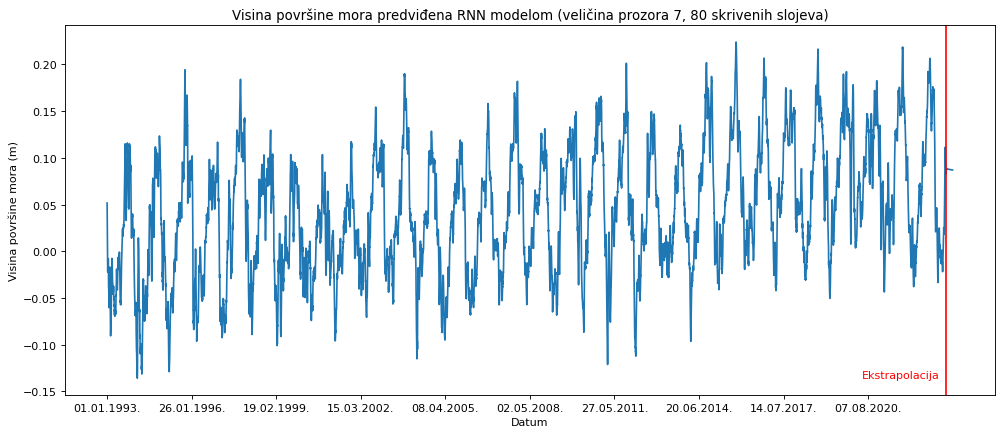 Visina površine mora predviđena RNN modelom (veličina prozora 7, 80 skrivenih slojeva)
Visina površine mora (m)
0.20
0.15
0.10
0.05
0.00
−0.05
−0.10
−0.15
Ekstrapolacija
01.01.1993. 26.01.1996. 19.02.1999. 15.03.2002. 08.04.2005. 02.05.2008. 27.05.2011. 20.06.2014. 14.07.2017. 07.08.2020.
Datum